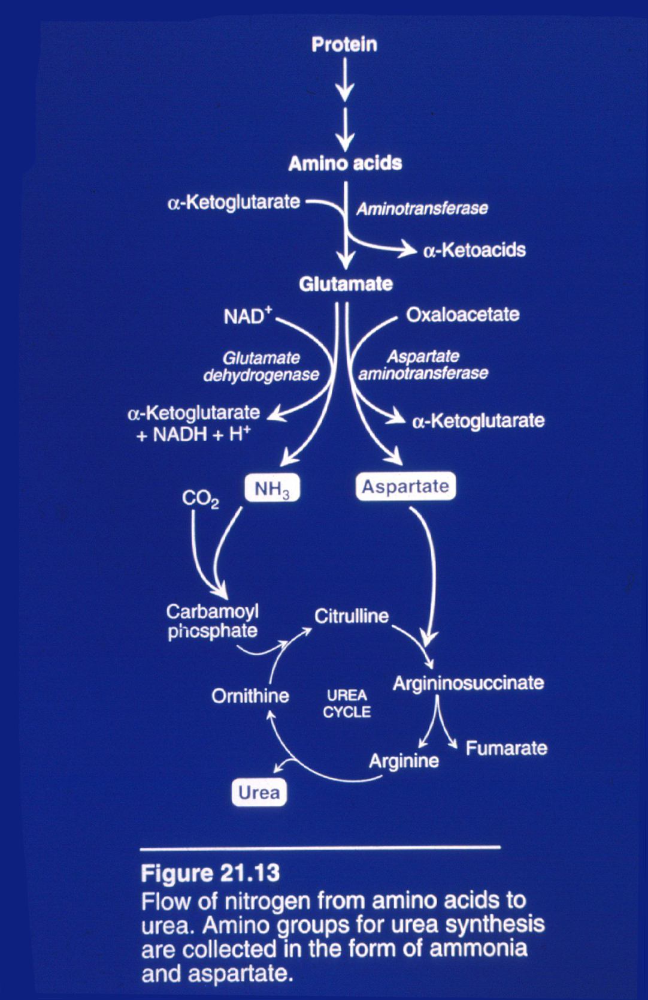 Protein
Amino acids
α-Ketoglutarate
Aminotransferase
α-Ketoacids
Glutamate
NAD⁺
Oxaloacetate
Glutamate
dehydrogenase
Aspartate
aminotransferase
α-Ketoglutarate
+ NADH + H⁺
α-Ketoglutarate
NH₃
Aspartate
CO₂
Carbamoyl
phosphate
Citrulline
Argininosuccinate
Ornithine
UREA
CYCLE
Fumarate
Arginine
Urea
Figure 21.13
Flow of nitrogen from amino acids to
urea. Amino groups for urea synthesis
are collected in the form of ammonia
and aspartate.